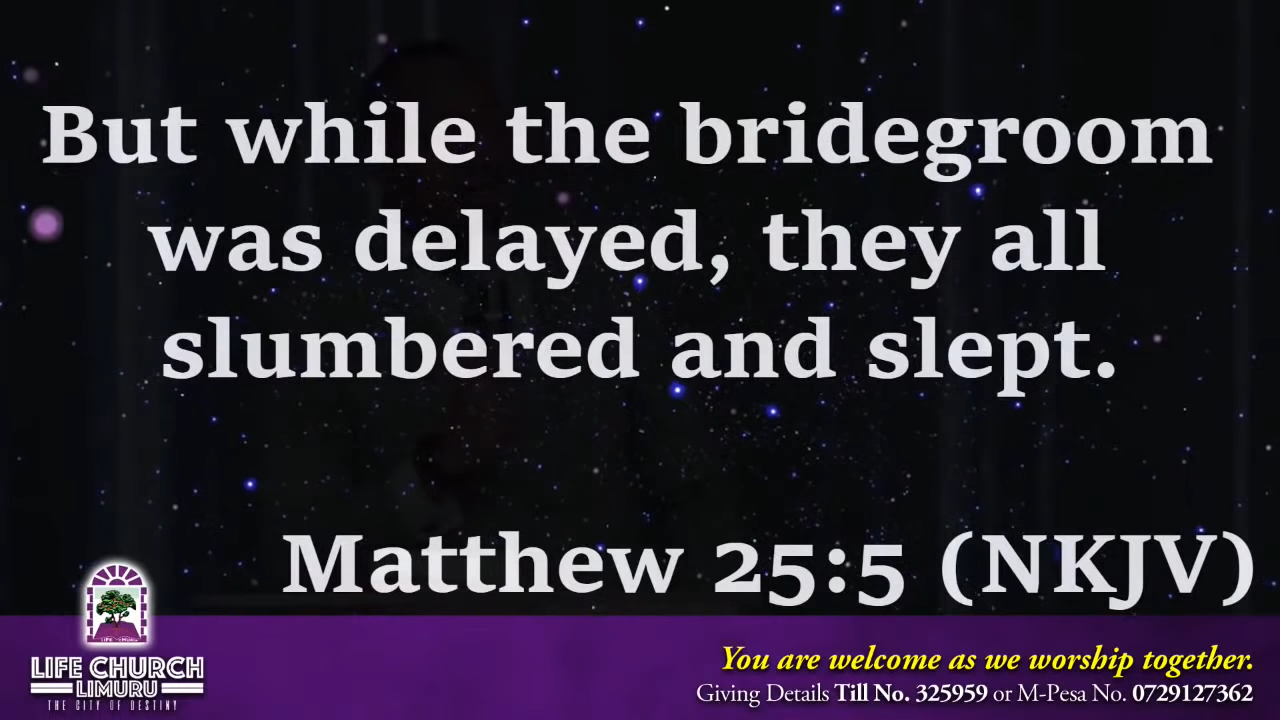 But while the bridegroom
was delayed, they all
slumbered and slept.
Matthew 25:5 (NKJV)
LIFE CHURCH
LIMURU
THE CITY OF DESTINY
You are welcome as we worship together.
Giving Details Till No. 325959 or M-Pesa No. 0729127362